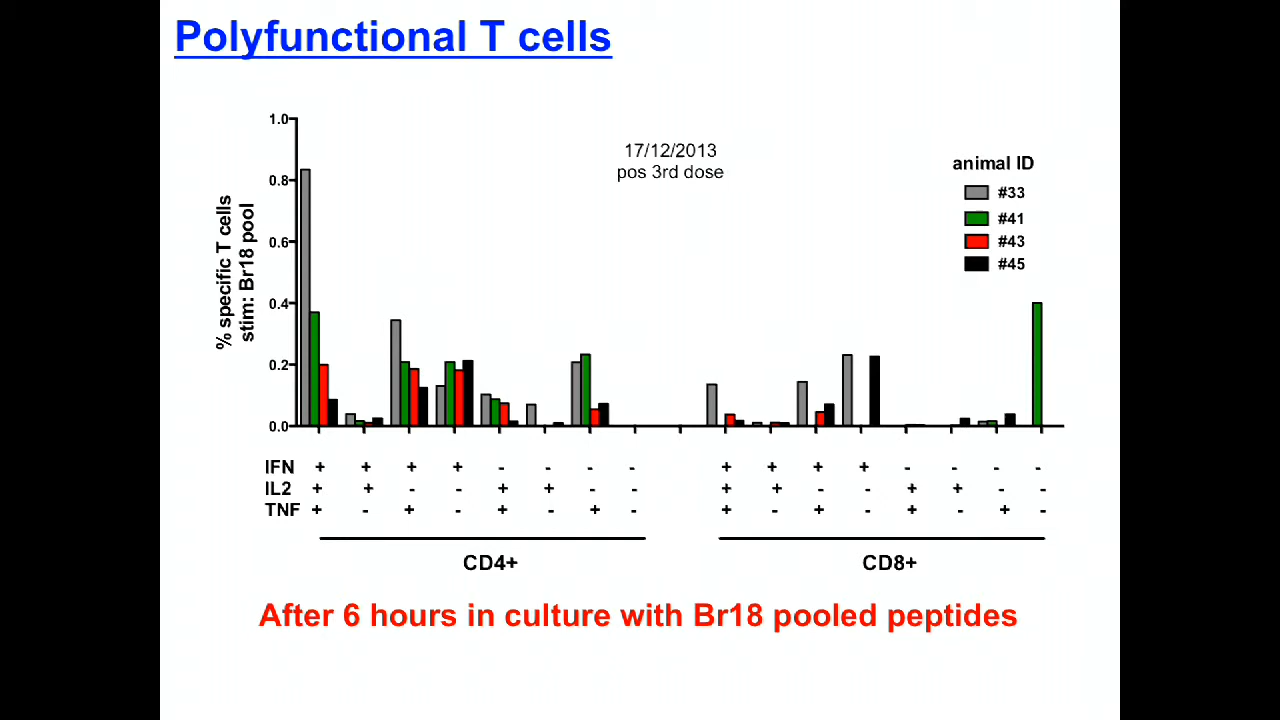 Polyfunctional T cells
1.0
0.8
0.6
0.4
0.2
0.0
% specific T cells
stim: Br18 pool
17/12/2013
pos 3rd dose
animal ID
#33
#41
#43
#45
IFN + + + + - - - - + + + + - - - -
IL2 + + - - + + - - + + - - + + - -
TNF + - + - + - + - + - + - + - + -
CD4+ CD8+
After 6 hours in culture with Br18 pooled peptides